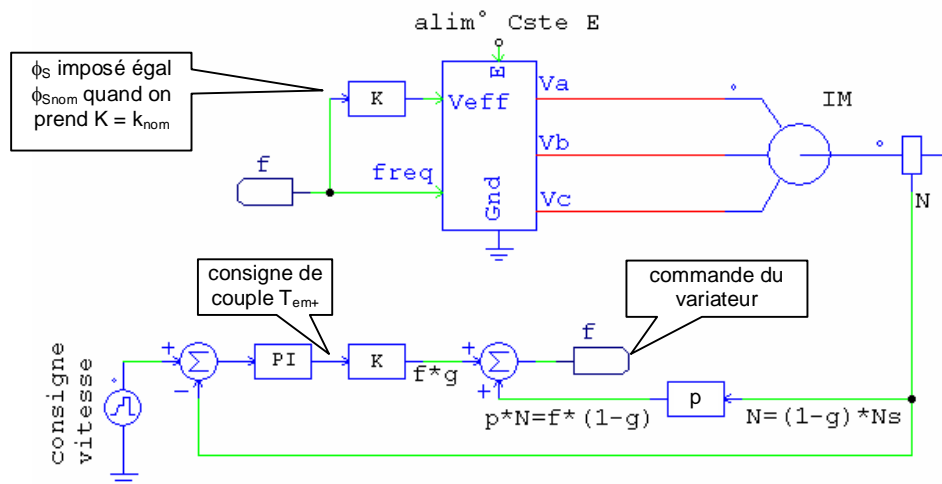 alim° Cste E
ϕS imposé égal
ϕSnom quand on
prend K = knom
K
E
Veff
Va
IM
f
freq
Vb
Gnd
Vc
N
consigne de
couple Tem+
commande du
variateur
f
+
Σ
−
PI
K
f*g
+
Σ
+
p
p*N=f*(1-g)
N=(1-g)*Ns
consigne
vitesse